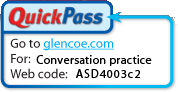 QuickPass
Go to glencoe.com
For: Conversation practice
Web code: ASD4003c2